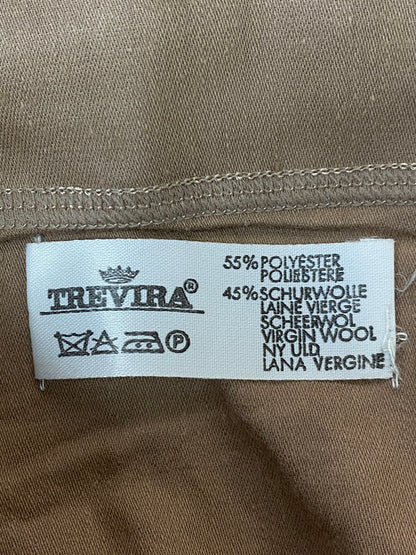 TREVIRA®
55% POLYESTER
POLIESTERE
45% SCHURWOLLE
LAINE VIERGE
SCHEERWOL
VIRGIN WOOL
NY ULD
LANA VERGINE
P